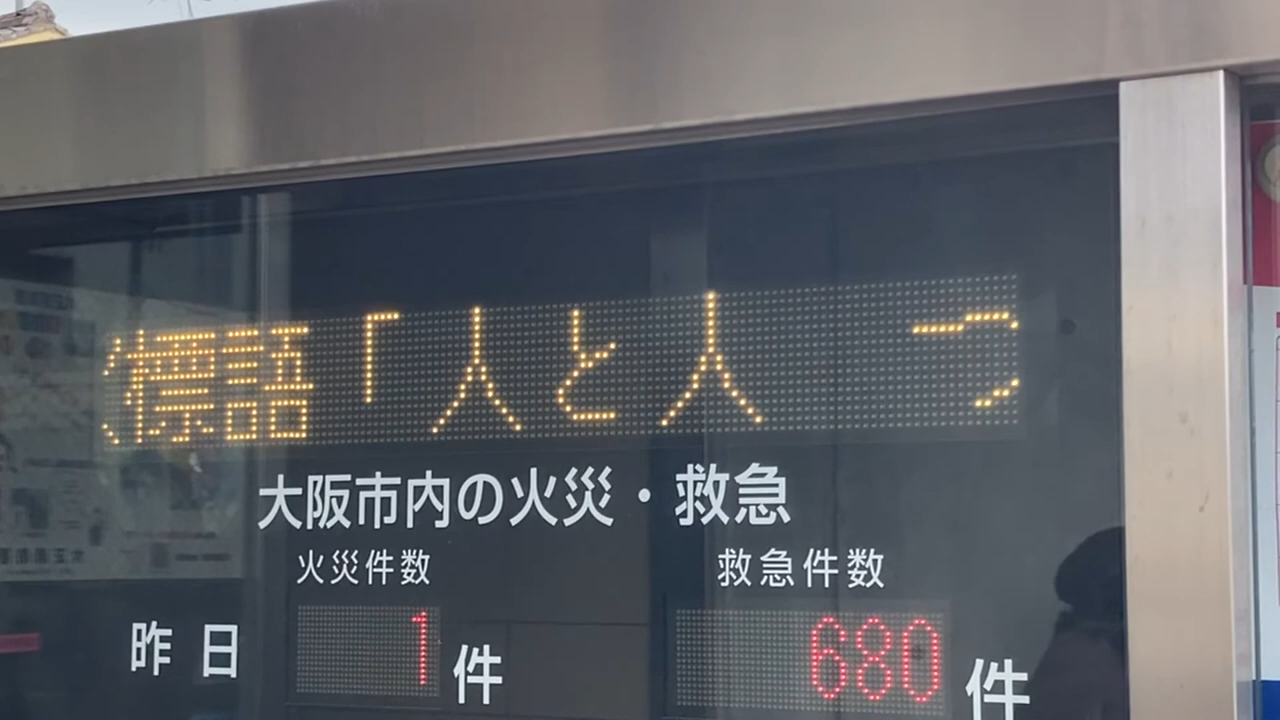 標語「人と人 つ
大阪市内の火災・救急
火災件数 救急件数
昨日 1件 680件